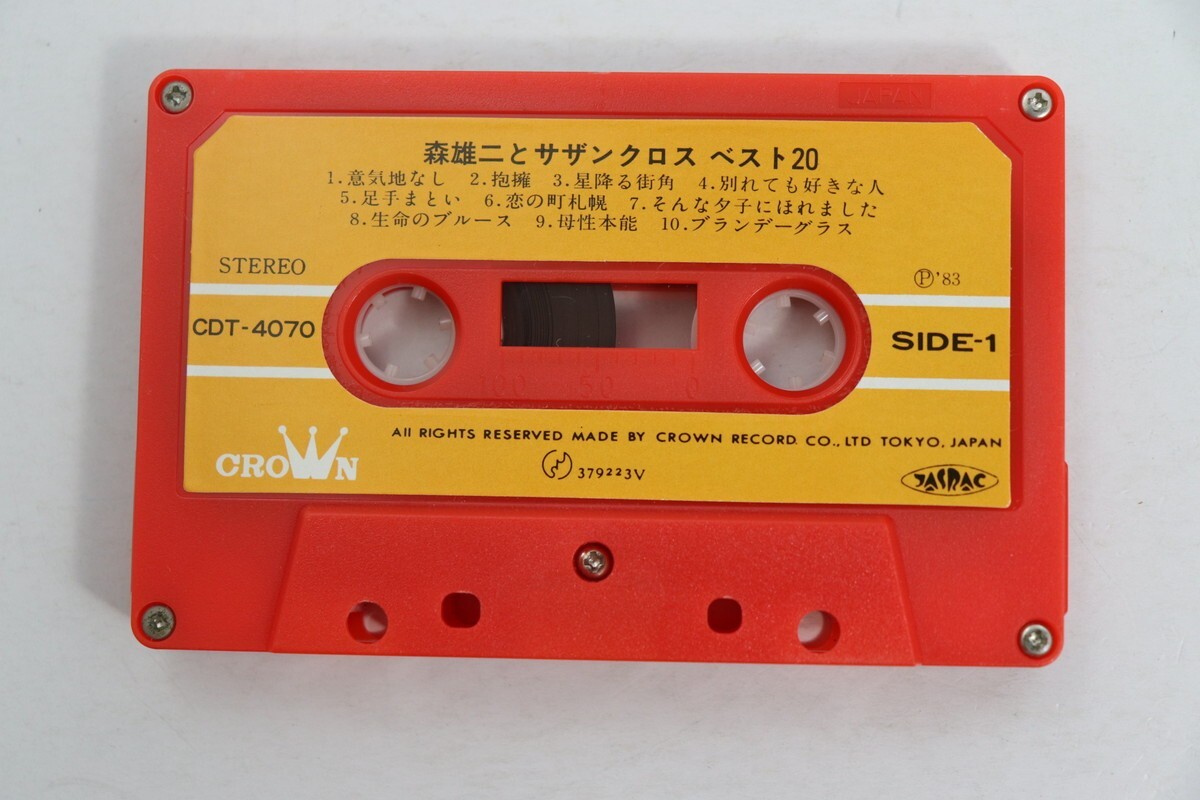 JAPAN
森雄二とサザンクロス ベスト20
1.意気地なし 2.抱擁 3.星降る街角 4.別れても好きな人
5.足手まとい 6.恋の町札幌 7.そんな夕子にほれました
8.生命のブルース 9.母性本能 10.ブランデーグラス
STEREO
Ⓟ'83
CDT-4070
SIDE-1
100 50 0
All RIGHTS RESERVED MADE BY CROWN RECORD. CO., LTD TOKYO, JAPAN
CROWN
379223V
JASRAC